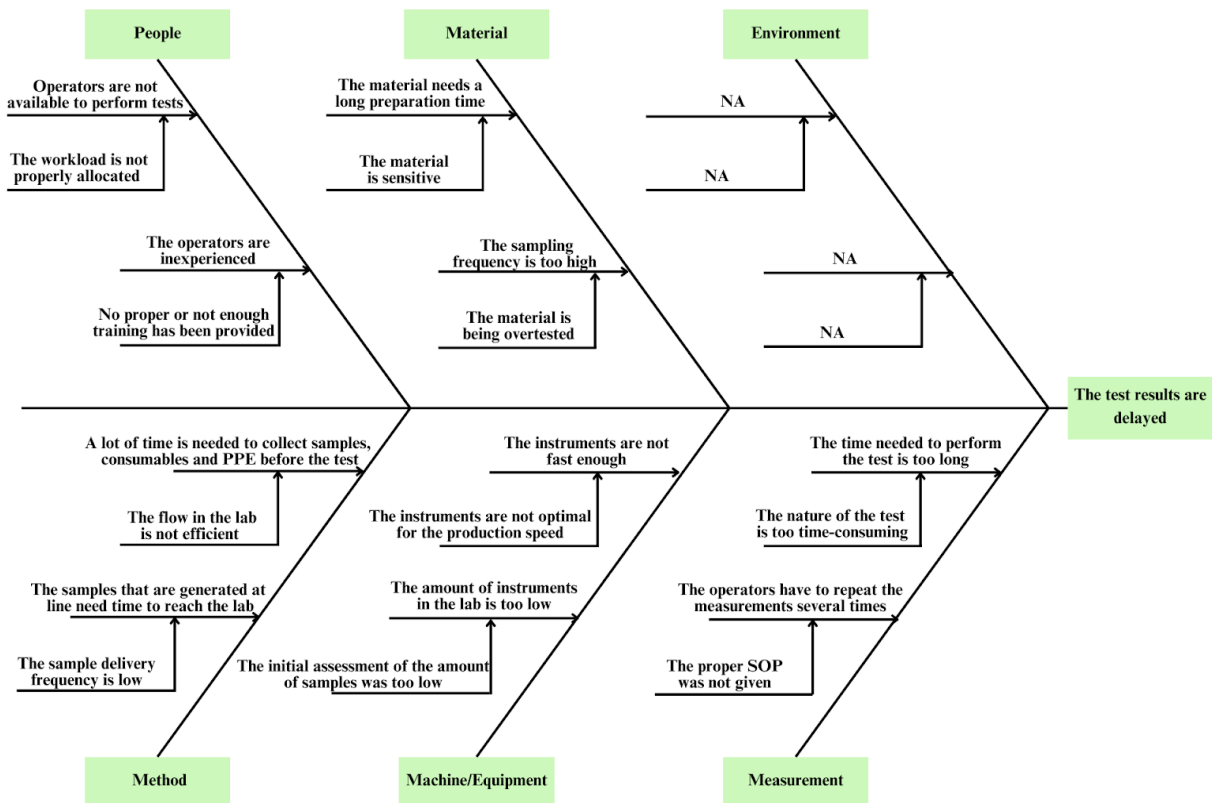 People
Material
Environment
Operators are not
available to perform tests
The workload is not
properly allocated
The operators are
inexperienced
No proper or not enough
training has been provided
The material needs a
long preparation time
The material
is sensitive
The sampling
frequency is too high
The material is
being overtested
NA
NA
NA
NA
The test results are
delayed
A lot of time is needed to collect samples,
consumables and PPE before the test
The flow in the lab
is not efficient
The samples that are generated at
line need time to reach the lab
The sample delivery
frequency is low
The instruments are not
fast enough
The instruments are not optimal
for the production speed
The amount of instruments
in the lab is too low
The initial assessment of the amount
of samples was too low
The time needed to perform
the test is too long
The nature of the test
is too time-consuming
The operators have to repeat the
measurements several times
The proper SOP
was not given
Method
Machine/Equipment
Measurement